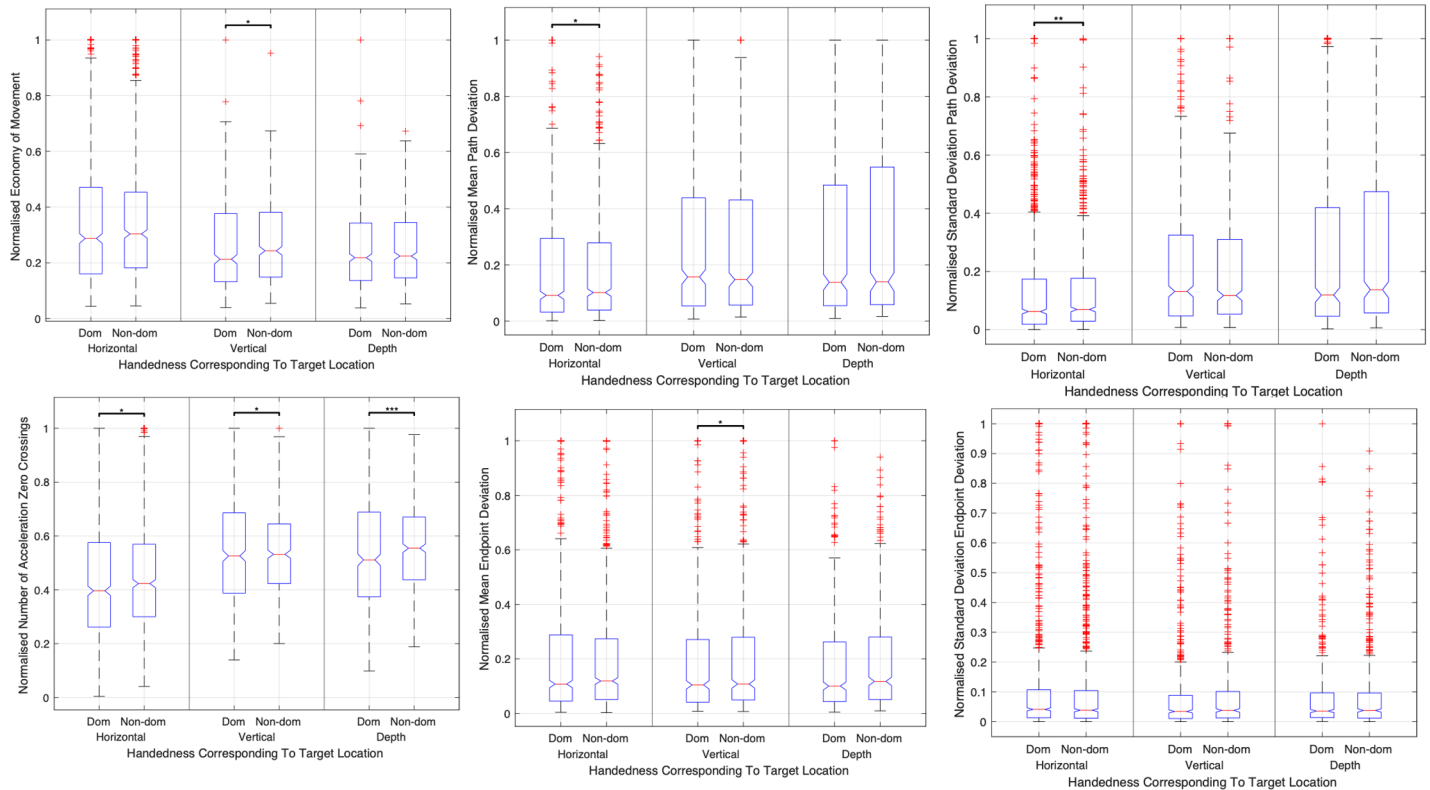 Normalised Economy of Movement
*
1
0.8
0.6
0.4
0.2
0
Dom Non-dom Dom Non-dom Dom Non-dom
Horizontal Vertical Depth
Handedness Corresponding To Target Location
Normalised Mean Path Deviation
*
1
0.8
0.6
0.4
0.2
0
Dom Non-dom Dom Non-dom Dom Non-dom
Horizontal Vertical Depth
Handedness Corresponding To Target Location
Normalised Standard Deviation Path Deviation
**
1
0.8
0.6
0.4
0.2
0
Dom Non-dom Dom Non-dom Dom Non-dom
Horizontal Vertical Depth
Handedness Corresponding To Target Location
Normalised Number of Acceleration Zero Crossings
* * ***
1
0.8
0.6
0.4
0.2
0
Dom Non-dom Dom Non-dom Dom Non-dom
Horizontal Vertical Depth
Handedness Corresponding To Target Location
Normalised Mean Endpoint Deviation
*
1
0.8
0.6
0.4
0.2
0
Dom Non-dom Dom Non-dom Dom Non-dom
Horizontal Vertical Depth
Handedness Corresponding To Target Location
Normalised Standard Deviation Endpoint Deviation
1
0.9
0.8
0.7
0.6
0.5
0.4
0.3
0.2
0.1
0
Dom Non-dom Dom Non-dom Dom Non-dom
Horizontal Vertical Depth
Handedness Corresponding To Target Location